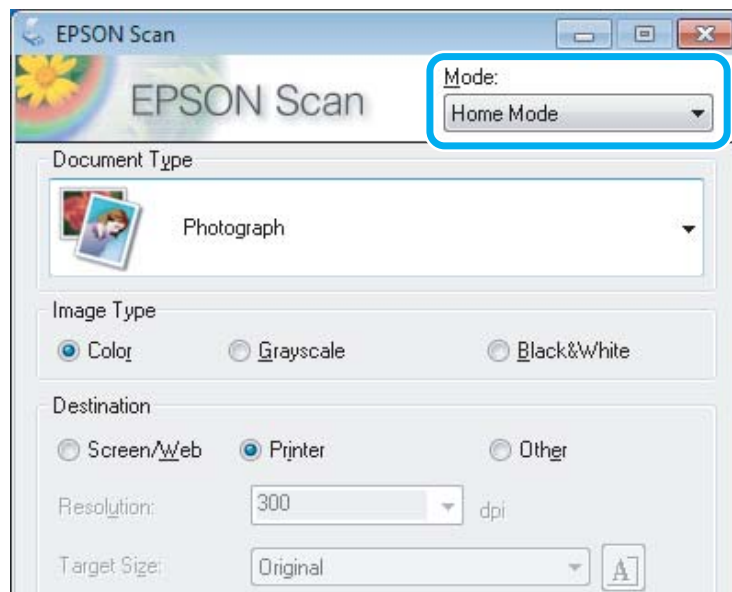 EPSON Scan
EPSON Scan
Mode:
Home Mode
Document Type
Photograph
Image Type
Color Grayscale Black&White
Destination
Screen/Web Printer Other
Resolution: 300 dpi
Target Size: Original A